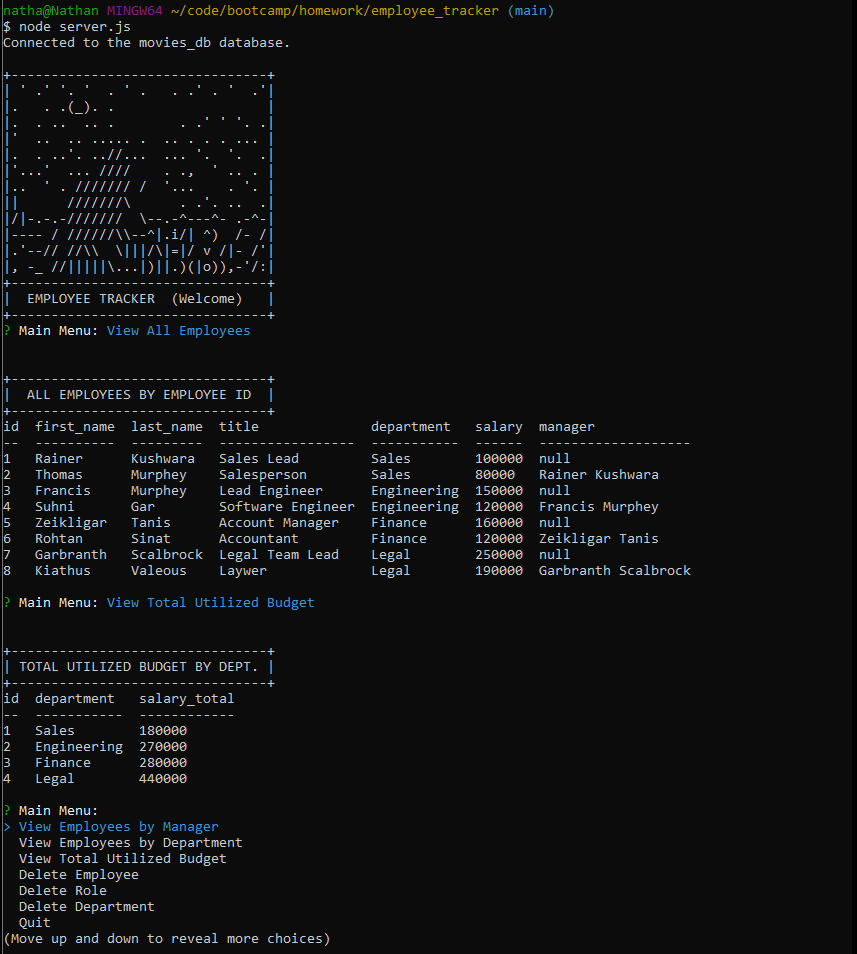 natha@Nathan MINGW64 ~/code/bootcamp/homework/employee_tracker (main)
$ node server.js
Connected to the movies_db database.
+--------------------------------+
| EMPLOYEE TRACKER (Welcome) |
+--------------------------------+
? Main Menu: View All Employees
+--------------------------------+
| ALL EMPLOYEES BY EMPLOYEE ID |
+--------------------------------+
id first_name last_name title department salary manager
-- ---------- --------- ----------------- ----------- ------ -------------------
1 Rainer Kushwara Sales Lead Sales 100000 null
2 Thomas Murphey Salesperson Sales 80000 Rainer Kushwara
3 Francis Murphey Lead Engineer Engineering 150000 null
4 Suhni Gar Software Engineer Engineering 120000 Francis Murphey
5 Zeikligar Tanis Account Manager Finance 160000 null
6 Rohtan Sinat Accountant Finance 120000 Zeikligar Tanis
7 Garbranth Scalbrock Legal Team Lead Legal 250000 null
8 Kiathus Valeous Laywer Legal 190000 Garbranth Scalbrock
? Main Menu: View Total Utilized Budget
+--------------------------------+
| TOTAL UTILIZED BUDGET BY DEPT. |
+--------------------------------+
id department salary_total
-- ----------- ------------
1 Sales 180000
2 Engineering 270000
3 Finance 280000
4 Legal 440000
? Main Menu:
> View Employees by Manager
View Employees by Department
View Total Utilized Budget
Delete Employee
Delete Role
Delete Department
Quit
(Move up and down to reveal more choices)